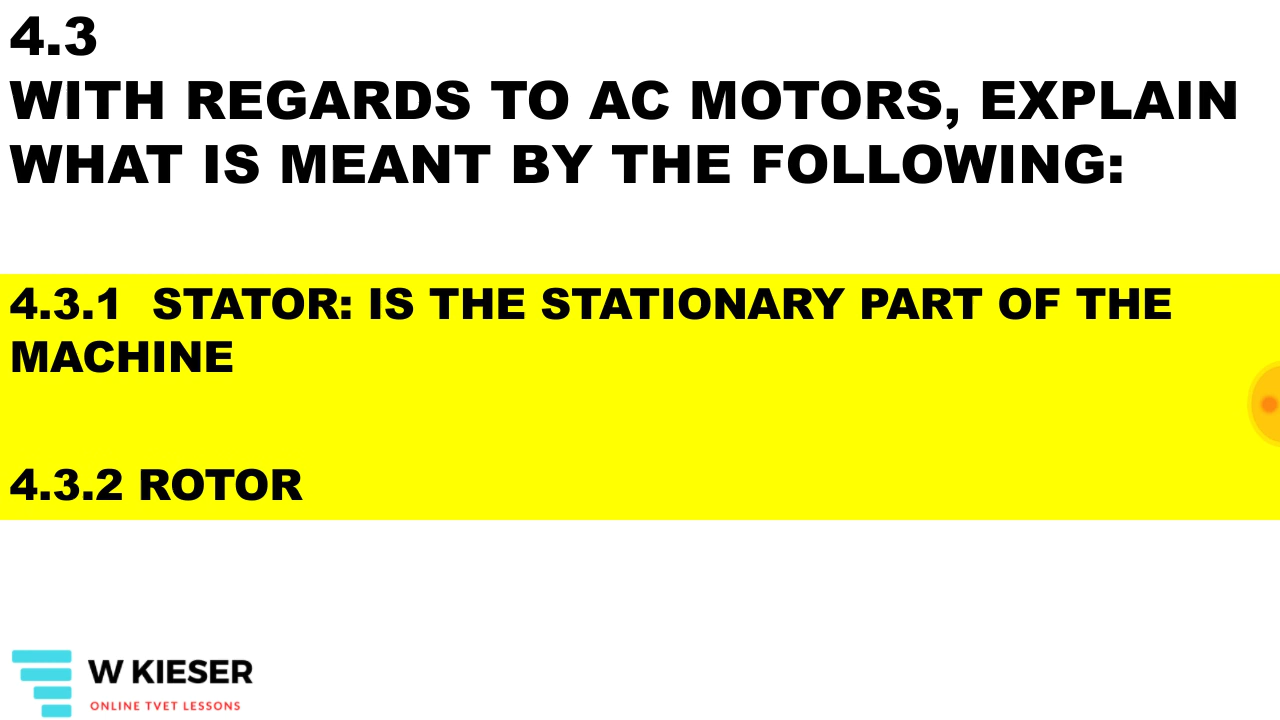 4.3
WITH REGARDS TO AC MOTORS, EXPLAIN
WHAT IS MEANT BY THE FOLLOWING:
4.3.1 STATOR: IS THE STATIONARY PART OF THE
MACHINE
4.3.2 ROTOR
W KIESER
ONLINE TVET LESSONS